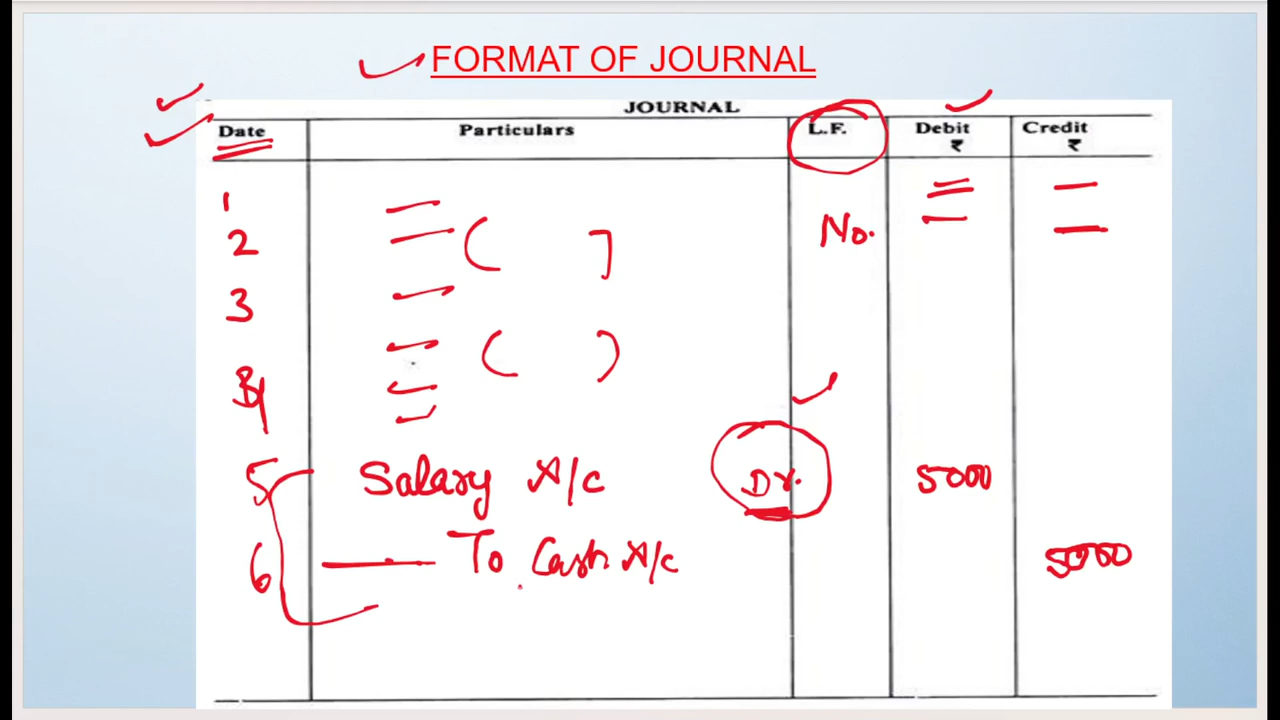 FORMAT OF JOURNAL
JOURNAL
Date Particulars L.F. Debit ₹ Credit ₹
1
2 No.
3
5 Salary A/c Dr. 5000
6 To Cash A/c 5000